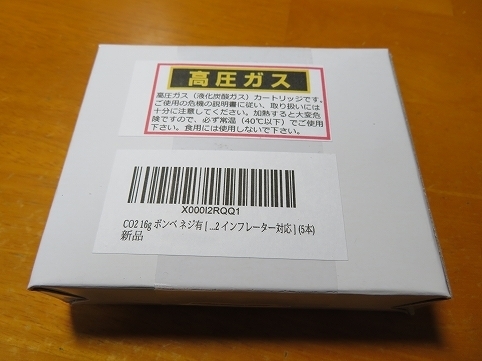 高圧ガス
高圧ガス（液化炭酸ガス）カートリッジです。
ご使用の危機の説明書に従い、取り扱いには
十分に注意してください。加熱すると大変危
険ですので、必ず常温（40℃以下）でご使用
下さい。食用には使用しないで下さい。
X000I2RQQ1
CO2 16g ボンベ ネジ有 [ ...2 インフレーター対応 ] (5本)
新品